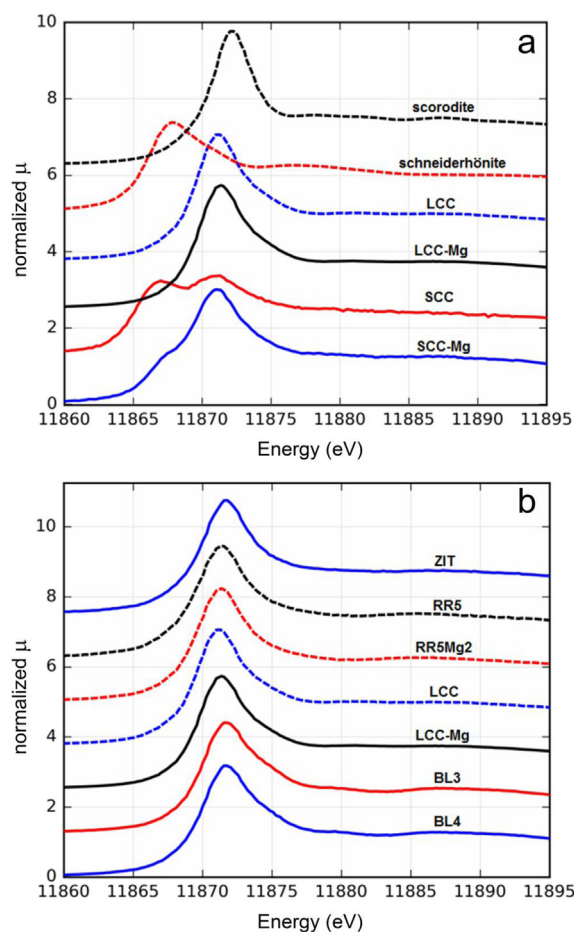 a
10
8
6
4
2
0
normalized μ
scorodite
schneiderhönite
LCC
LCC-Mg
SCC
SCC-Mg
11860 11865 11870 11875 11880 11885 11890 11895
Energy (eV)
b
10
8
6
4
2
0
normalized μ
ZIT
RR5
RR5Mg2
LCC
LCC-Mg
BL3
BL4
11860 11865 11870 11875 11880 11885 11890 11895
Energy (eV)